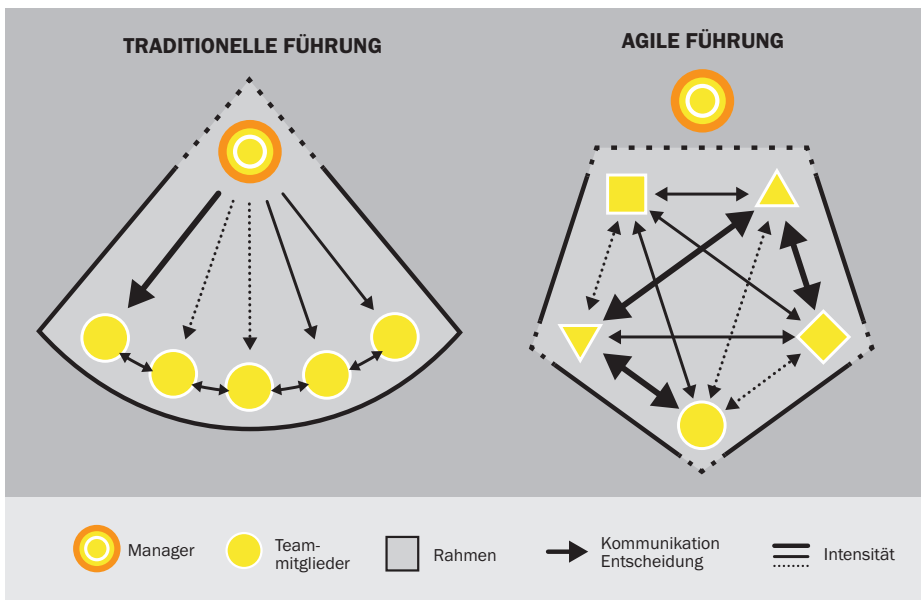 TRADITIONELLE FÜHRUNG
AGILE FÜHRUNG
Manager
Team-
mitglieder
Rahmen
Kommunikation
Entscheidung
Intensität